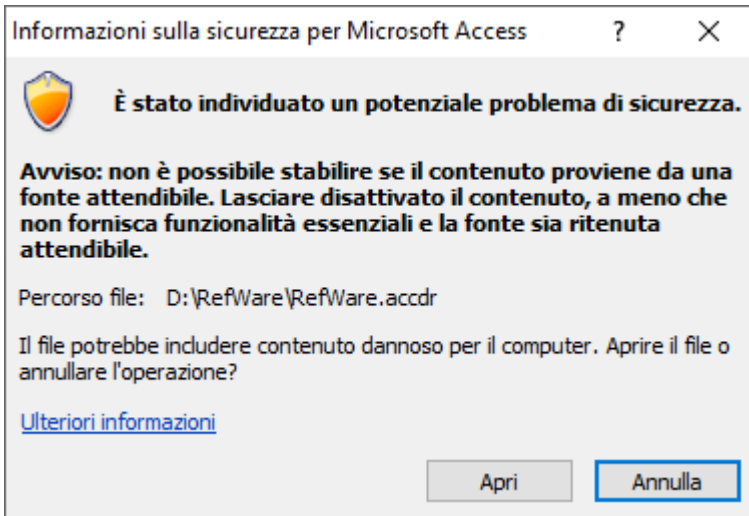 Informazioni sulla sicurezza per Microsoft Access
È stato individuato un potenziale problema di sicurezza.
Avviso: non è possibile stabilire se il contenuto proviene da una
fonte attendibile. Lasciare disattivato il contenuto, a meno che
non fornisca funzionalità essenziali e la fonte sia ritenuta
attendibile.
Percorso file: D:\RefWare\RefWare.accdr
Il file potrebbe includere contenuto dannoso per il computer. Aprire il file o
annullare l'operazione?
Ulteriori informazioni
Apri Annulla